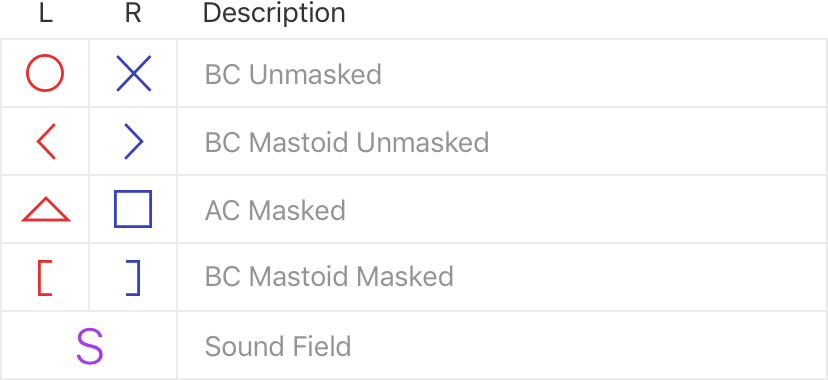 L R Description
BC Unmasked
< > BC Mastoid Unmasked
AC Masked
[ ] BC Mastoid Masked
S Sound Field